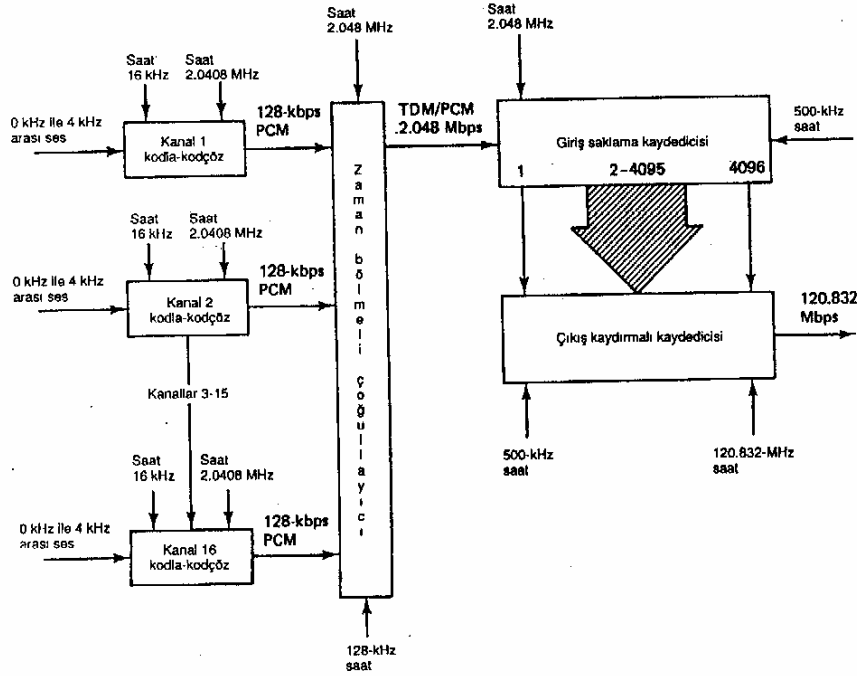 Saat
2.048 MHz
Saat
2.048 MHz
Saat
16 kHz
Saat
2.0408 MHz
0 kHz ile 4 kHz
arası ses
Kanal 1
kodla-kodçöz
128-kbps
PCM
TDM/PCM
.2.048 Mbps
Giriş saklama kaydedicisi
1
2-4095
4096
500-kHz
saat
Saat
16 kHz
Saat
2.0408 MHz
0 kHz ile 4 kHz
arası ses
Kanal 2
kodla-kodçöz
128-kbps
PCM
Zaman bölmeli çoğullayıcı
Çıkış kaydırmalı kaydedicisi
120.832
Mbps
Kanallar 3-15
500-kHz
saat
120.832-MHz
saat
Saat
16 kHz
Saat
2.0408 MHz
0 kHz ile 4 kHz
arası ses
Kanal 16
kodla-kodçöz
128-kbps
PCM
128-kHz
saat